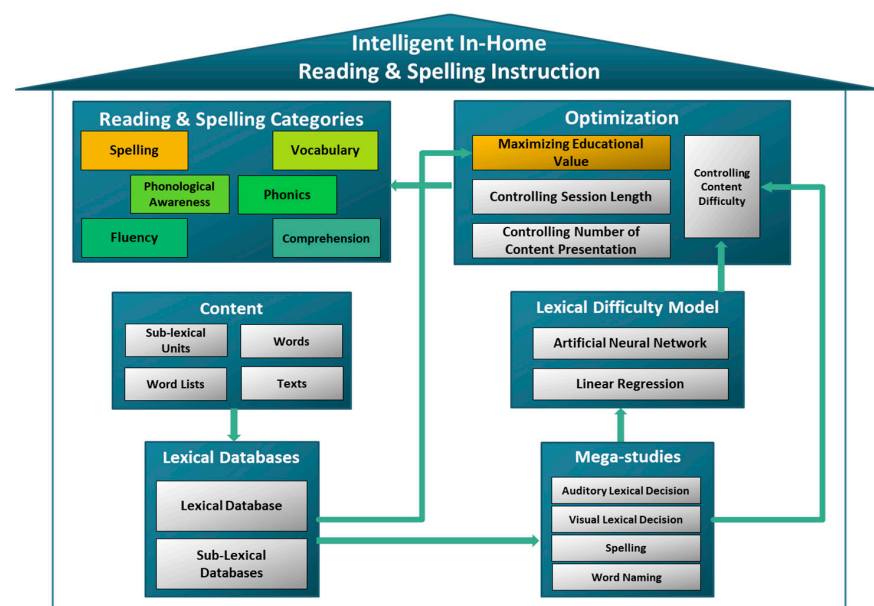 Intelligent In-Home
Reading & Spelling Instruction
Reading & Spelling Categories
Spelling
Vocabulary
Phonological
Awareness
Phonics
Fluency
Comprehension
Optimization
Maximizing Educational
Value
Controlling Session Length
Controlling Number of
Content Presentation
Controlling
Content
Difficulty
Content
Sub-lexical
Units
Words
Word Lists
Texts
Lexical Difficulty Model
Artificial Neural Network
Linear Regression
Lexical Databases
Lexical Database
Sub-Lexical
Databases
Mega-studies
Auditory Lexical Decision
Visual Lexical Decision
Spelling
Word Naming